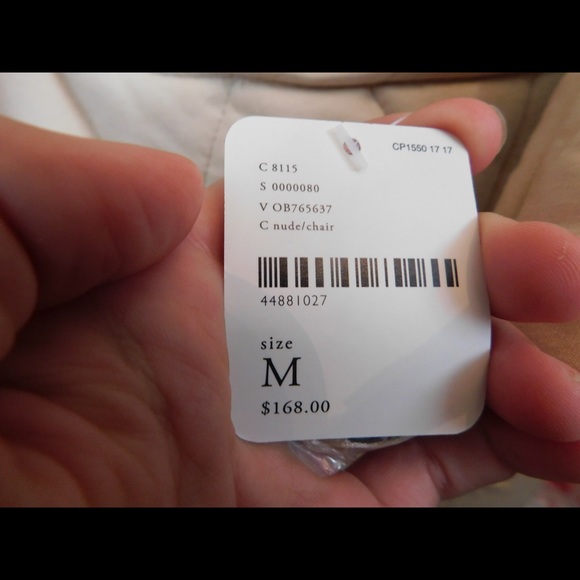 CP1550 17 17
C 8115
S 0000080
V OB765637
C nude/chair
44881027
size
M
$168.00